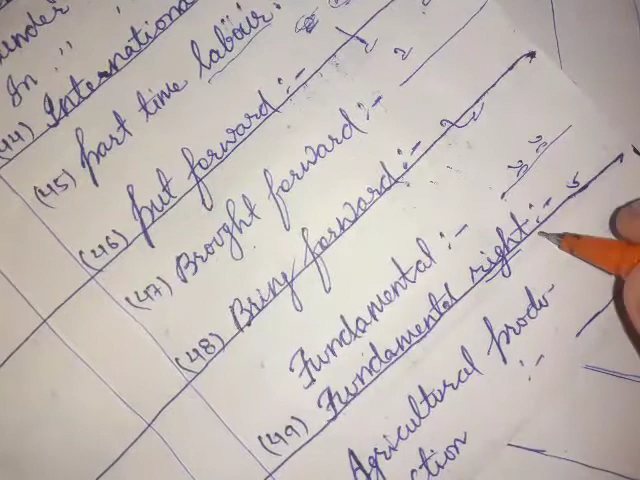 under
In "
(44) International
(45) part time labour:
(46) put forward :-
(47) Brought forward :-
(48) Bring forward :-
Fundamental :-
(49) Fundamental right :-
Agricultural produ
ction :-